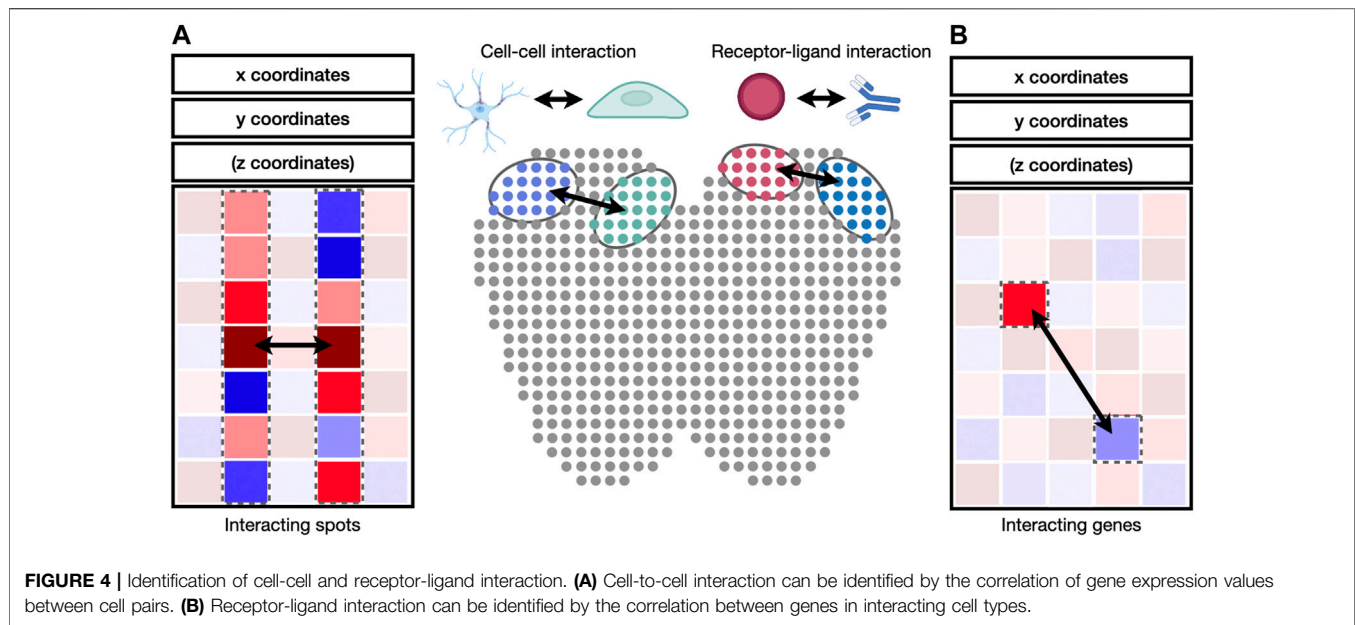 A
x coordinates
y coordinates
(z coordinates)
Interacting spots
Cell-cell interaction
Receptor-ligand interaction
B
x coordinates
y coordinates
(z coordinates)
Interacting genes
FIGURE 4 | Identification of cell-cell and receptor-ligand interaction. (A) Cell-to-cell interaction can be identified by the correlation of gene expression values
between cell pairs. (B) Receptor-ligand interaction can be identified by the correlation between genes in interacting cell types.